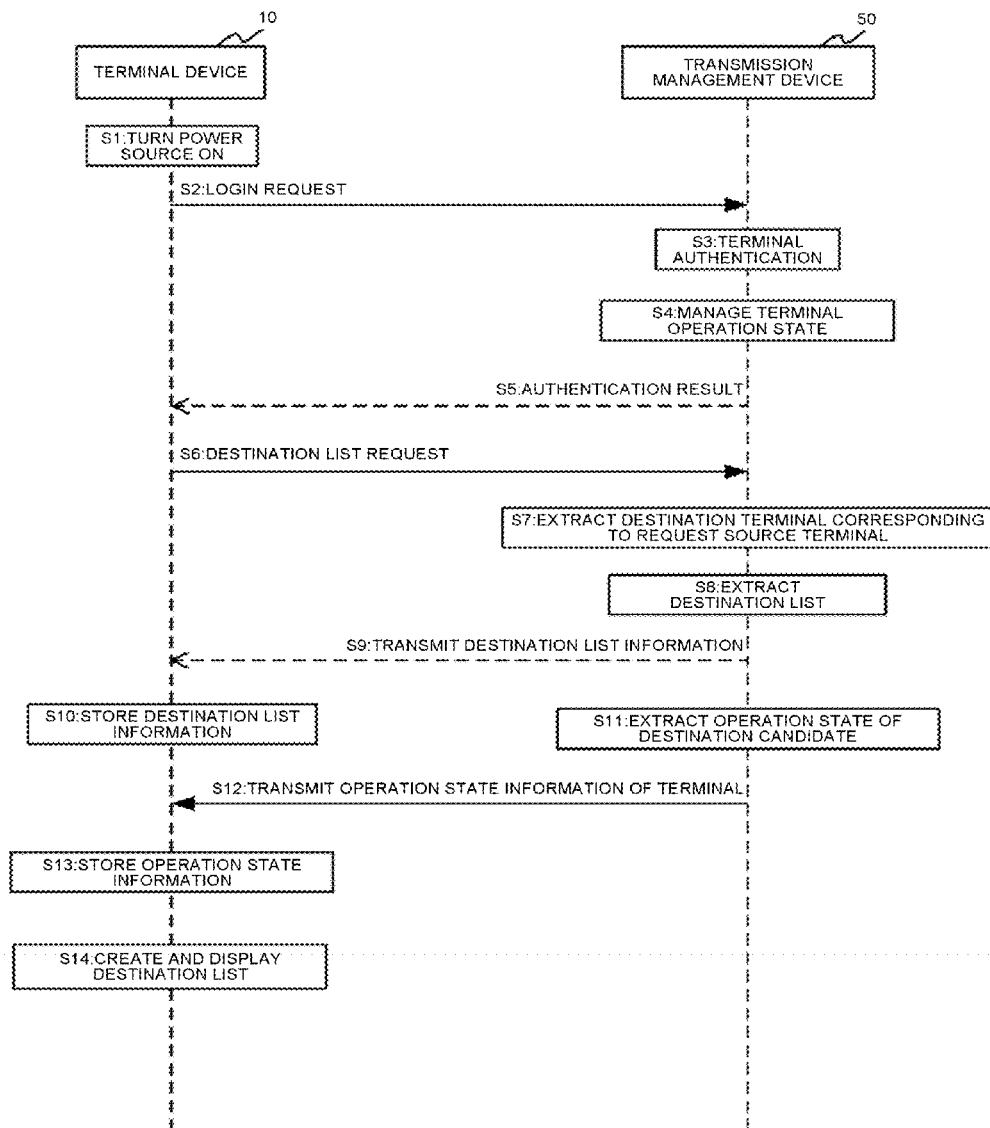 10
50
TERMINAL DEVICE
TRANSMISSION
MANAGEMENT DEVICE
S1:TURN POWER
SOURCE ON
S2:LOGIN REQUEST
S3:TERMINAL
AUTHENTICATION
S4:MANAGE TERMINAL
OPERATION STATE
S5:AUTHENTICATION RESULT
S6:DESTINATION LIST REQUEST
S7:EXTRACT DESTINATION TERMINAL CORRESPONDING
TO REQUEST SOURCE TERMINAL
S8:EXTRACT
DESTINATION LIST
S9:TRANSMIT DESTINATION LIST INFORMATION
S10:STORE DESTINATION LIST
INFORMATION
S11:EXTRACT OPERATION STATE OF
DESTINATION CANDIDATE
S12:TRANSMIT OPERATION STATE INFORMATION OF TERMINAL
S13:STORE OPERATION STATE
INFORMATION
S14:CREATE AND DISPLAY
DESTINATION LIST